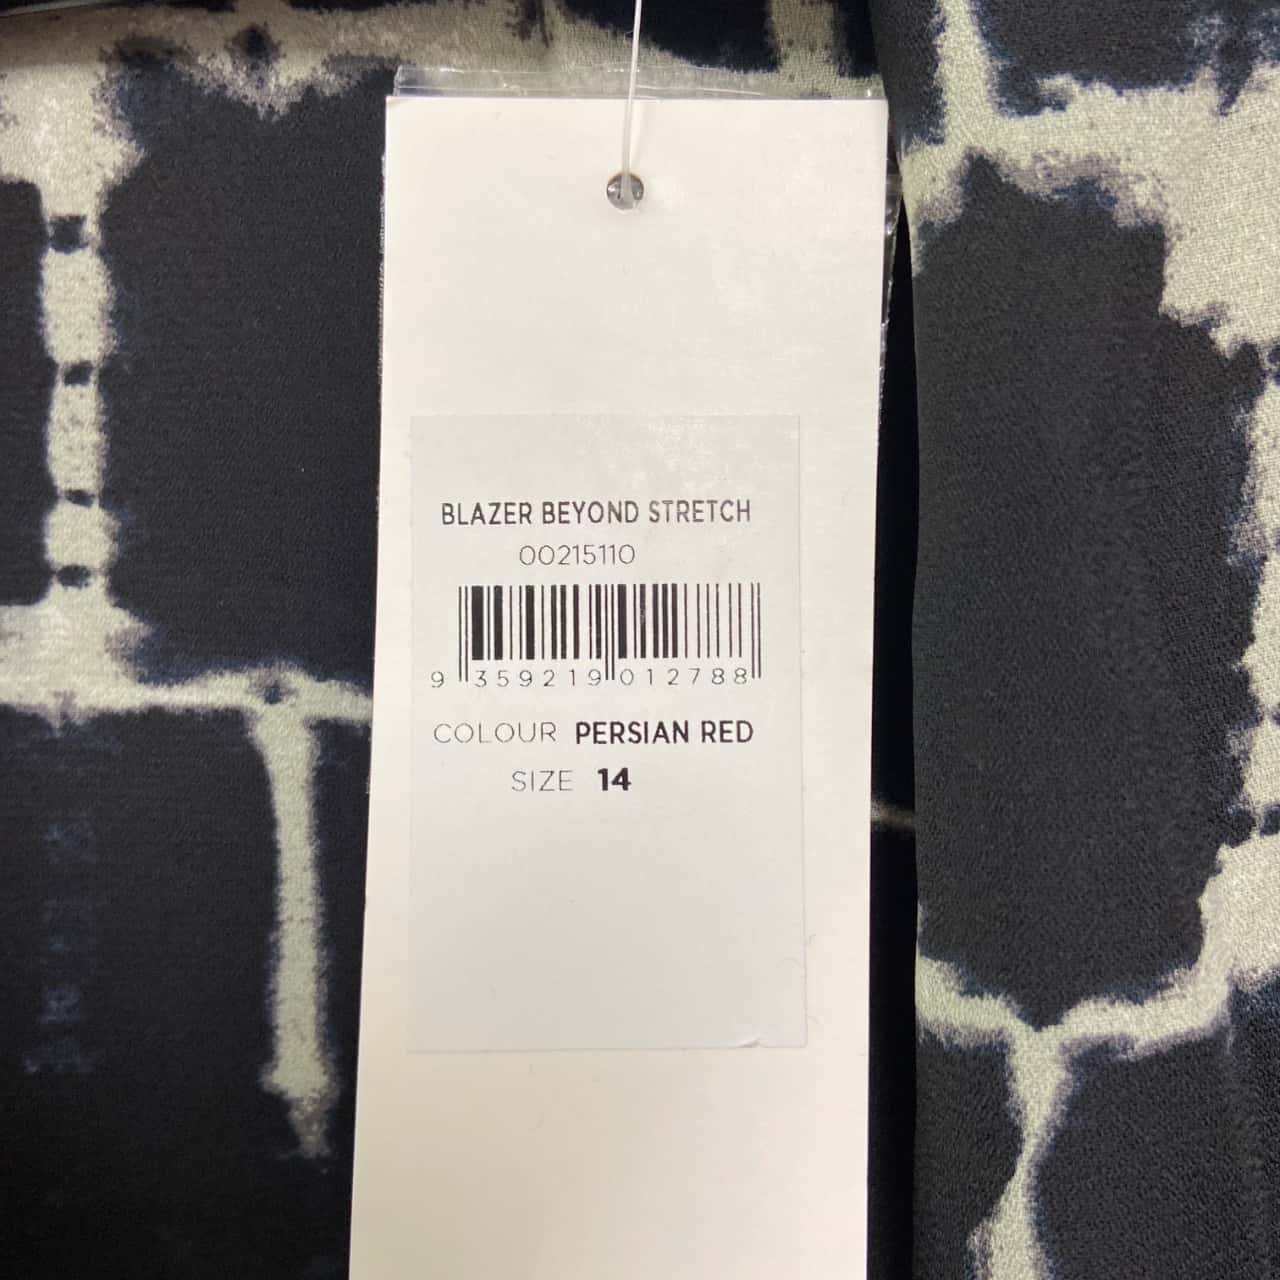 BLAZER BEYOND STRETCH
00215110
9 359219 012788
COLOUR PERSIAN RED
SIZE 14